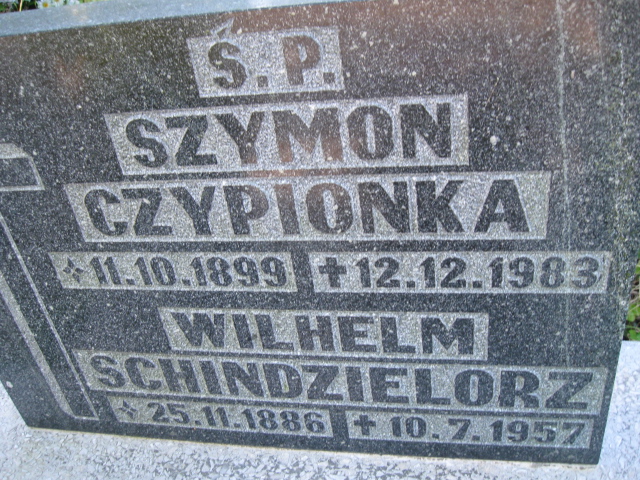 Ś. P.
SZYMON
CZYPIONKA
* 11.10.1899 ✝ 12.12.1983
WILHELM
SCHINDZIELORZ
* 25.11.1886 ✝ 10.7.1957